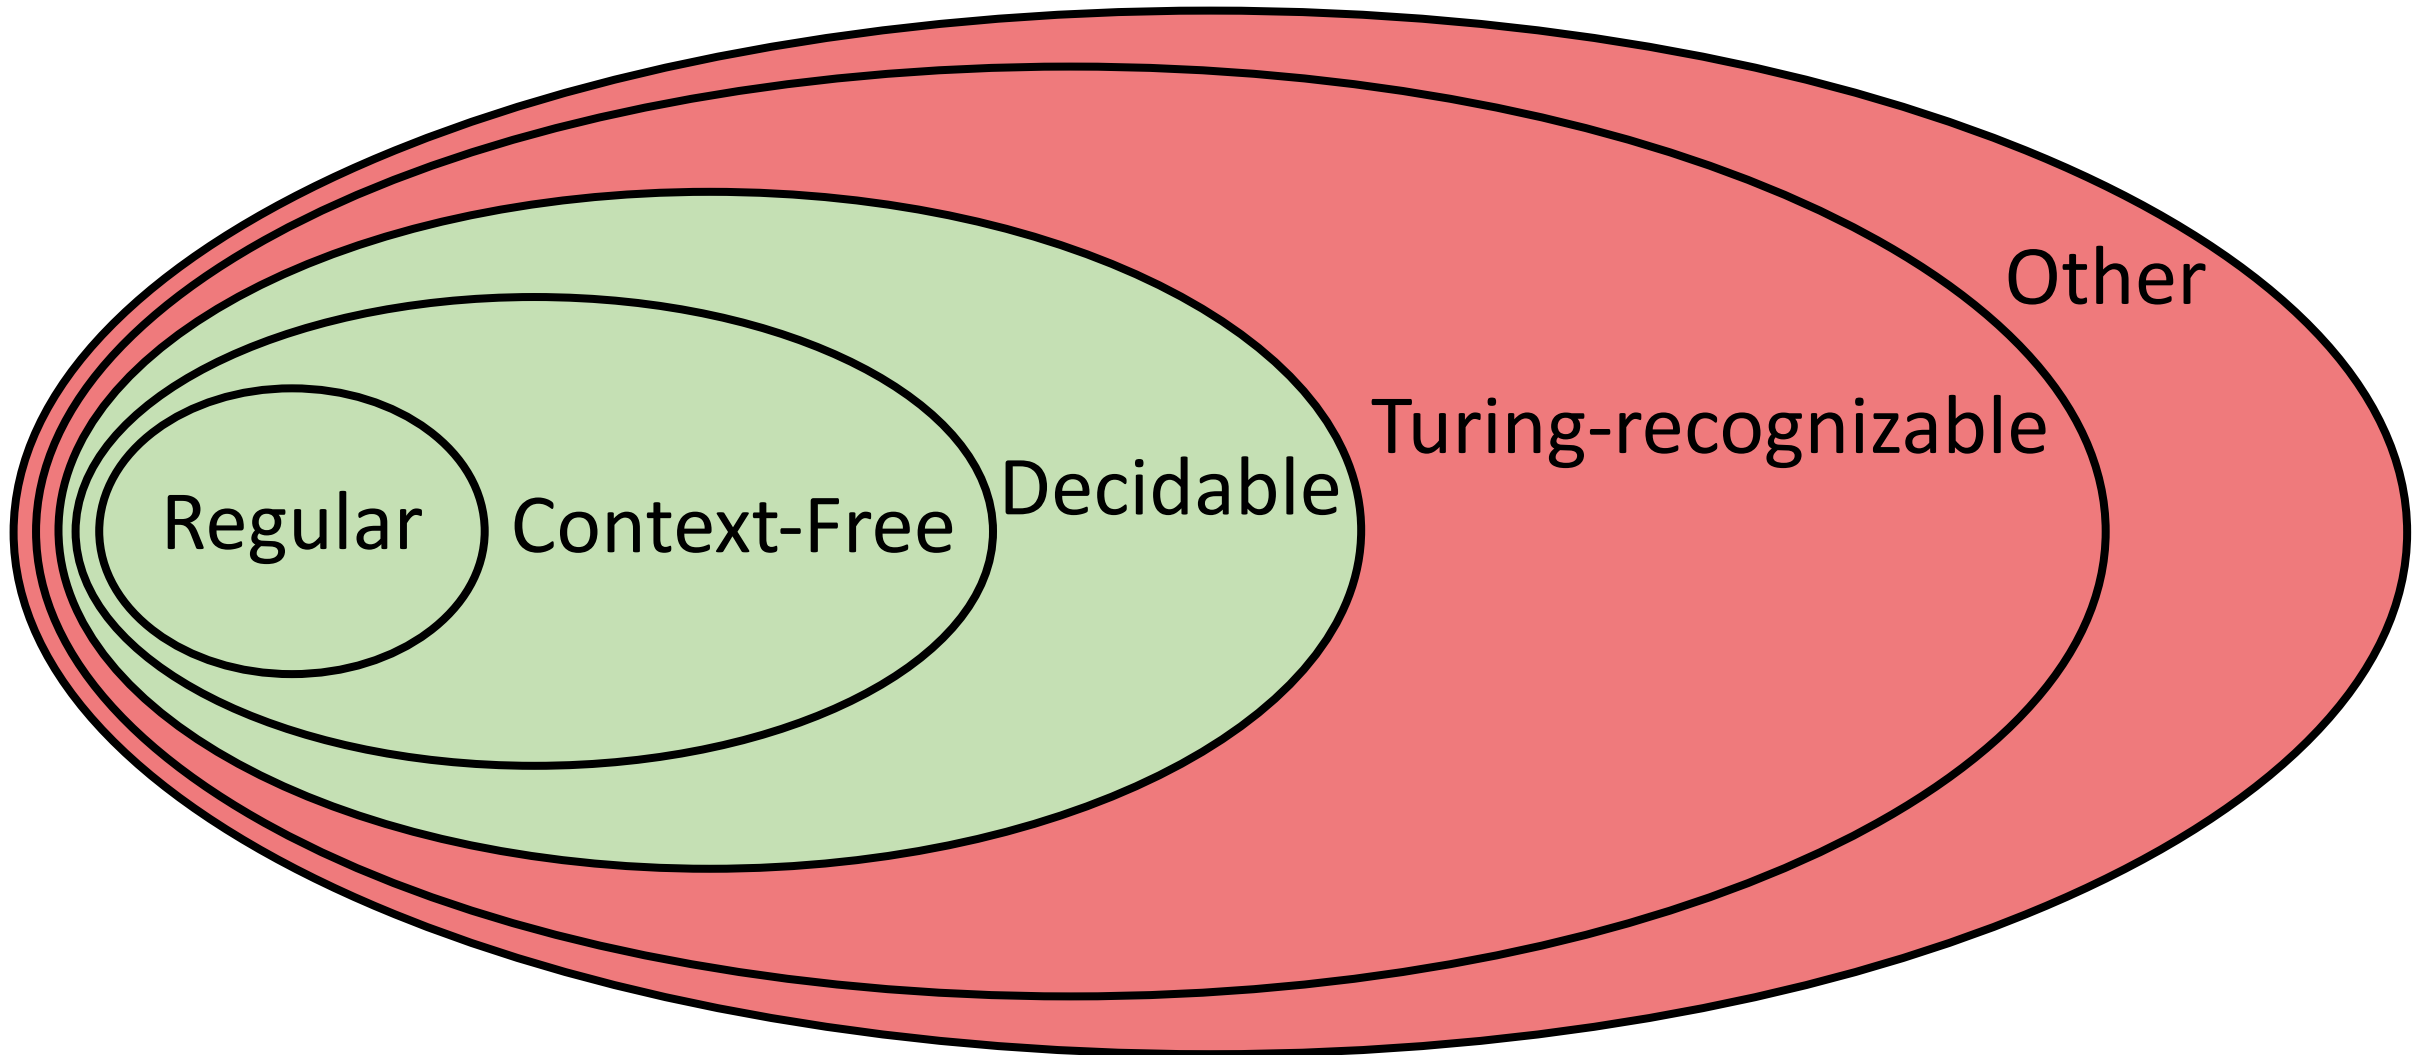 Regular
Context-Free
Decidable
Turing-recognizable
Other